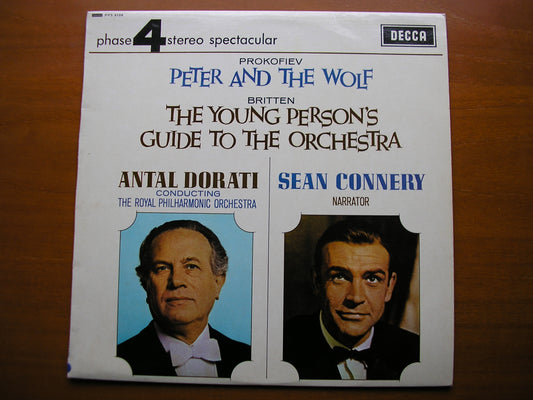 phase 4 stereo spectacular
DECCA
PROKOFIEV
PETER AND THE WOLF
BRITTEN
THE YOUNG PERSON'S
GUIDE TO THE ORCHESTRA
ANTAL DORATI
CONDUCTING
THE ROYAL PHILHARMONIC ORCHESTRA
SEAN CONNERY
NARRATOR